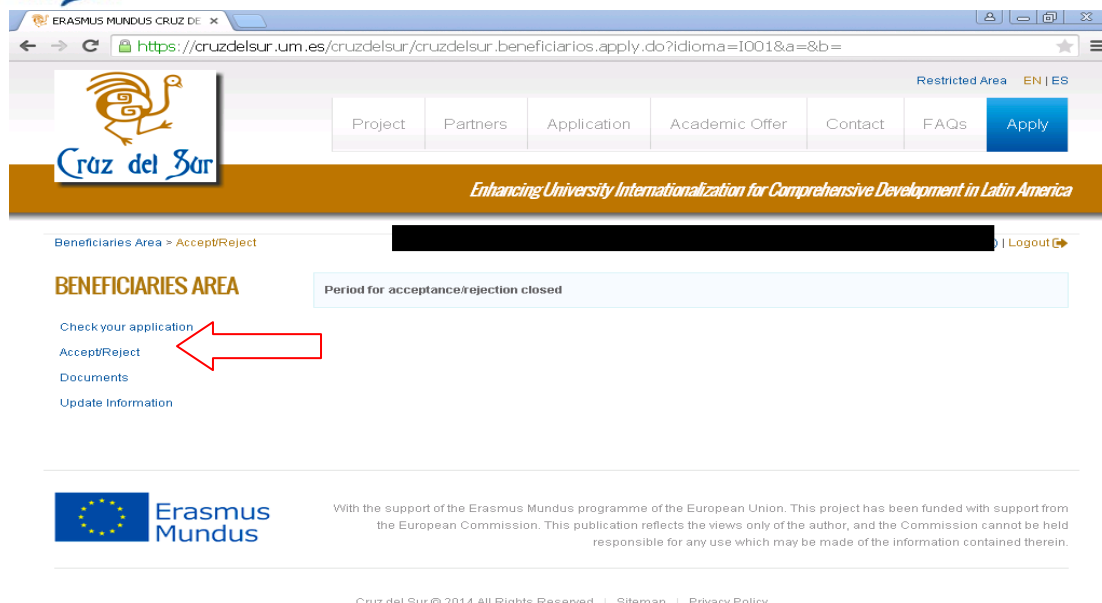 ERASMUS MUNDUS CRUZ DE
https://cruzdelsur.um.es/cruzdelsur/cruzdelsur.beneficiarios.apply.do?idioma=I001&a=&b=
Restricted Area EN | ES
Cruz del Sur
Project Partners Application Academic Offer Contact FAQs Apply
Enhancing University Internationalization for Comprehensive Development in Latin America
Beneficiaries Area > Accept/Reject
) | Logout
BENEFICIARIES AREA
Period for acceptance/rejection closed
Check your application
Accept/Reject
Documents
Update Information
Erasmus
Mundus
With the support of the Erasmus Mundus programme of the European Union. This project has been funded with support from
the European Commission. This publication reflects the views only of the author, and the Commission cannot be held
responsible for any use which may be made of the information contained therein.
Cruz del Sur @ 2014 All Rights Reserved | Sitemap | Privacy Policy